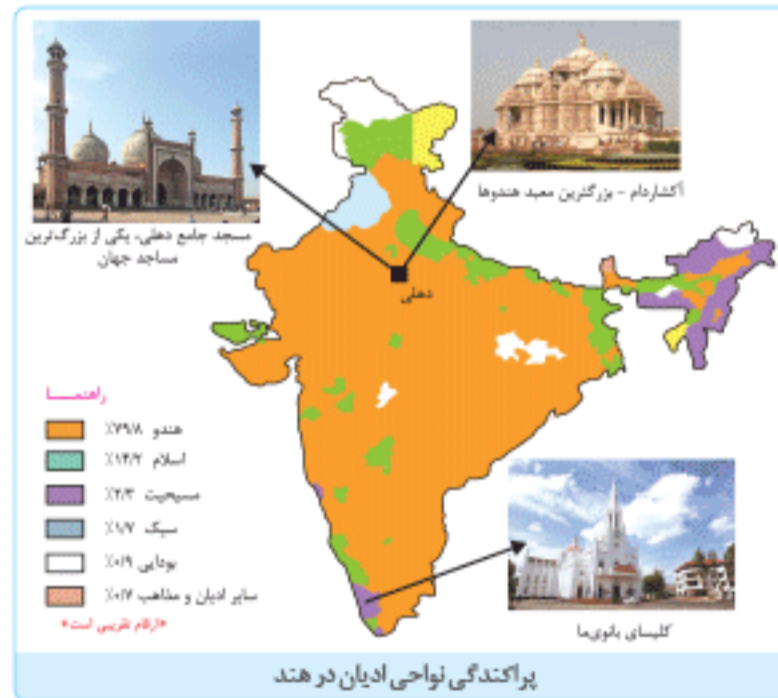 آکشاردام - بزرگترین معبد هندوها
مسجد جامع دهلی، یکی از بزرگ‌ترین
مساجد جهان
دهلی
راهنمـــا
هندو ۷۹/۸٪
اسلام ۱۴/۲٪
مسیحیت ۲/۳٪
سیک ۱/۷٪
بودایی ۰/۹٪
سایر ادیان و مذاهب ۰/۷٪
«ارقام تقریبی است»
کلیسای بانوی‌ما
پراکندگی نواحی ادیان در هند